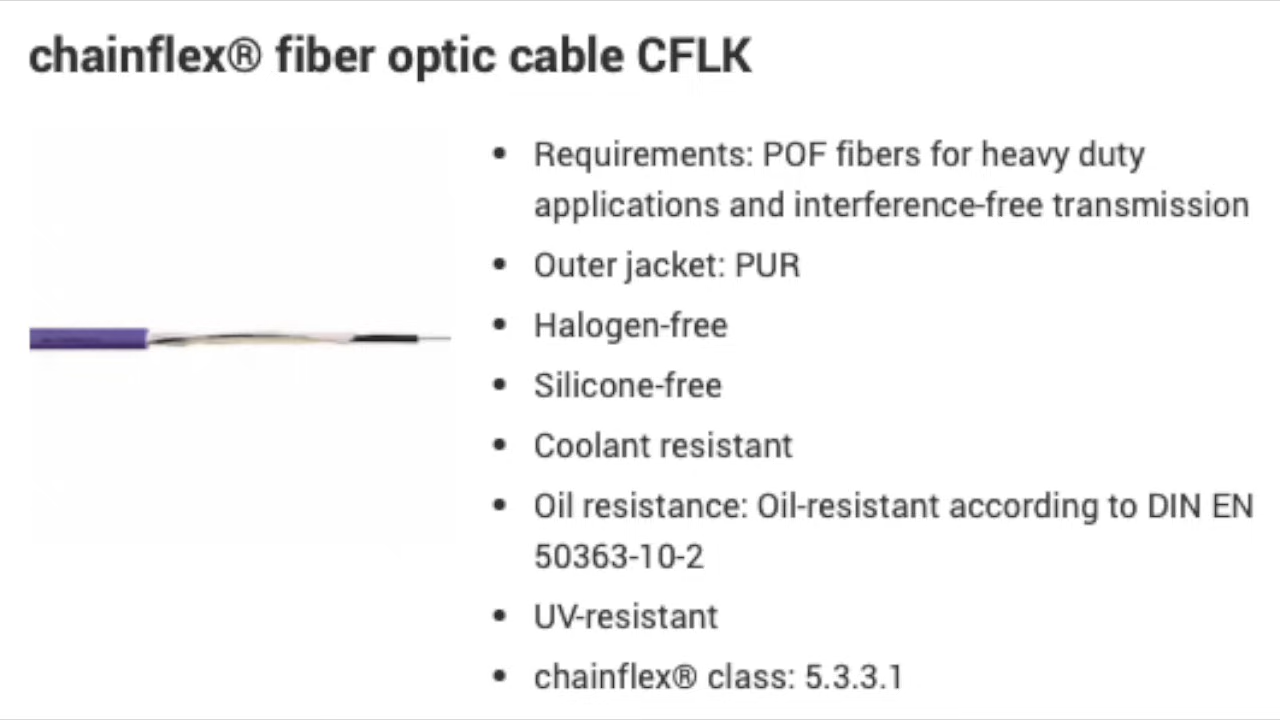 chainflex® fiber optic cable CFLK
• Requirements: POF fibers for heavy duty
applications and interference-free transmission
• Outer jacket: PUR
• Halogen-free
• Silicone-free
• Coolant resistant
• Oil resistance: Oil-resistant according to DIN EN
50363-10-2
• UV-resistant
• chainflex® class: 5.3.3.1